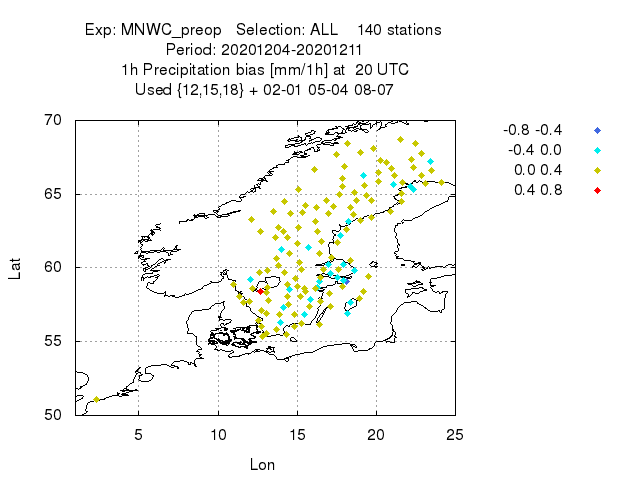 Exp: MNWC_preop   Selection: ALL    140 stations
Period: 20201204-20201211
1h Precipitation bias [mm/1h] at  20 UTC
Used {12,15,18} + 02-01 05-04 08-07
70
65
60
55
50
Lat
5
10
15
20
25
Lon
-0.8 -0.4
-0.4 0.0
0.0 0.4
0.4 0.8